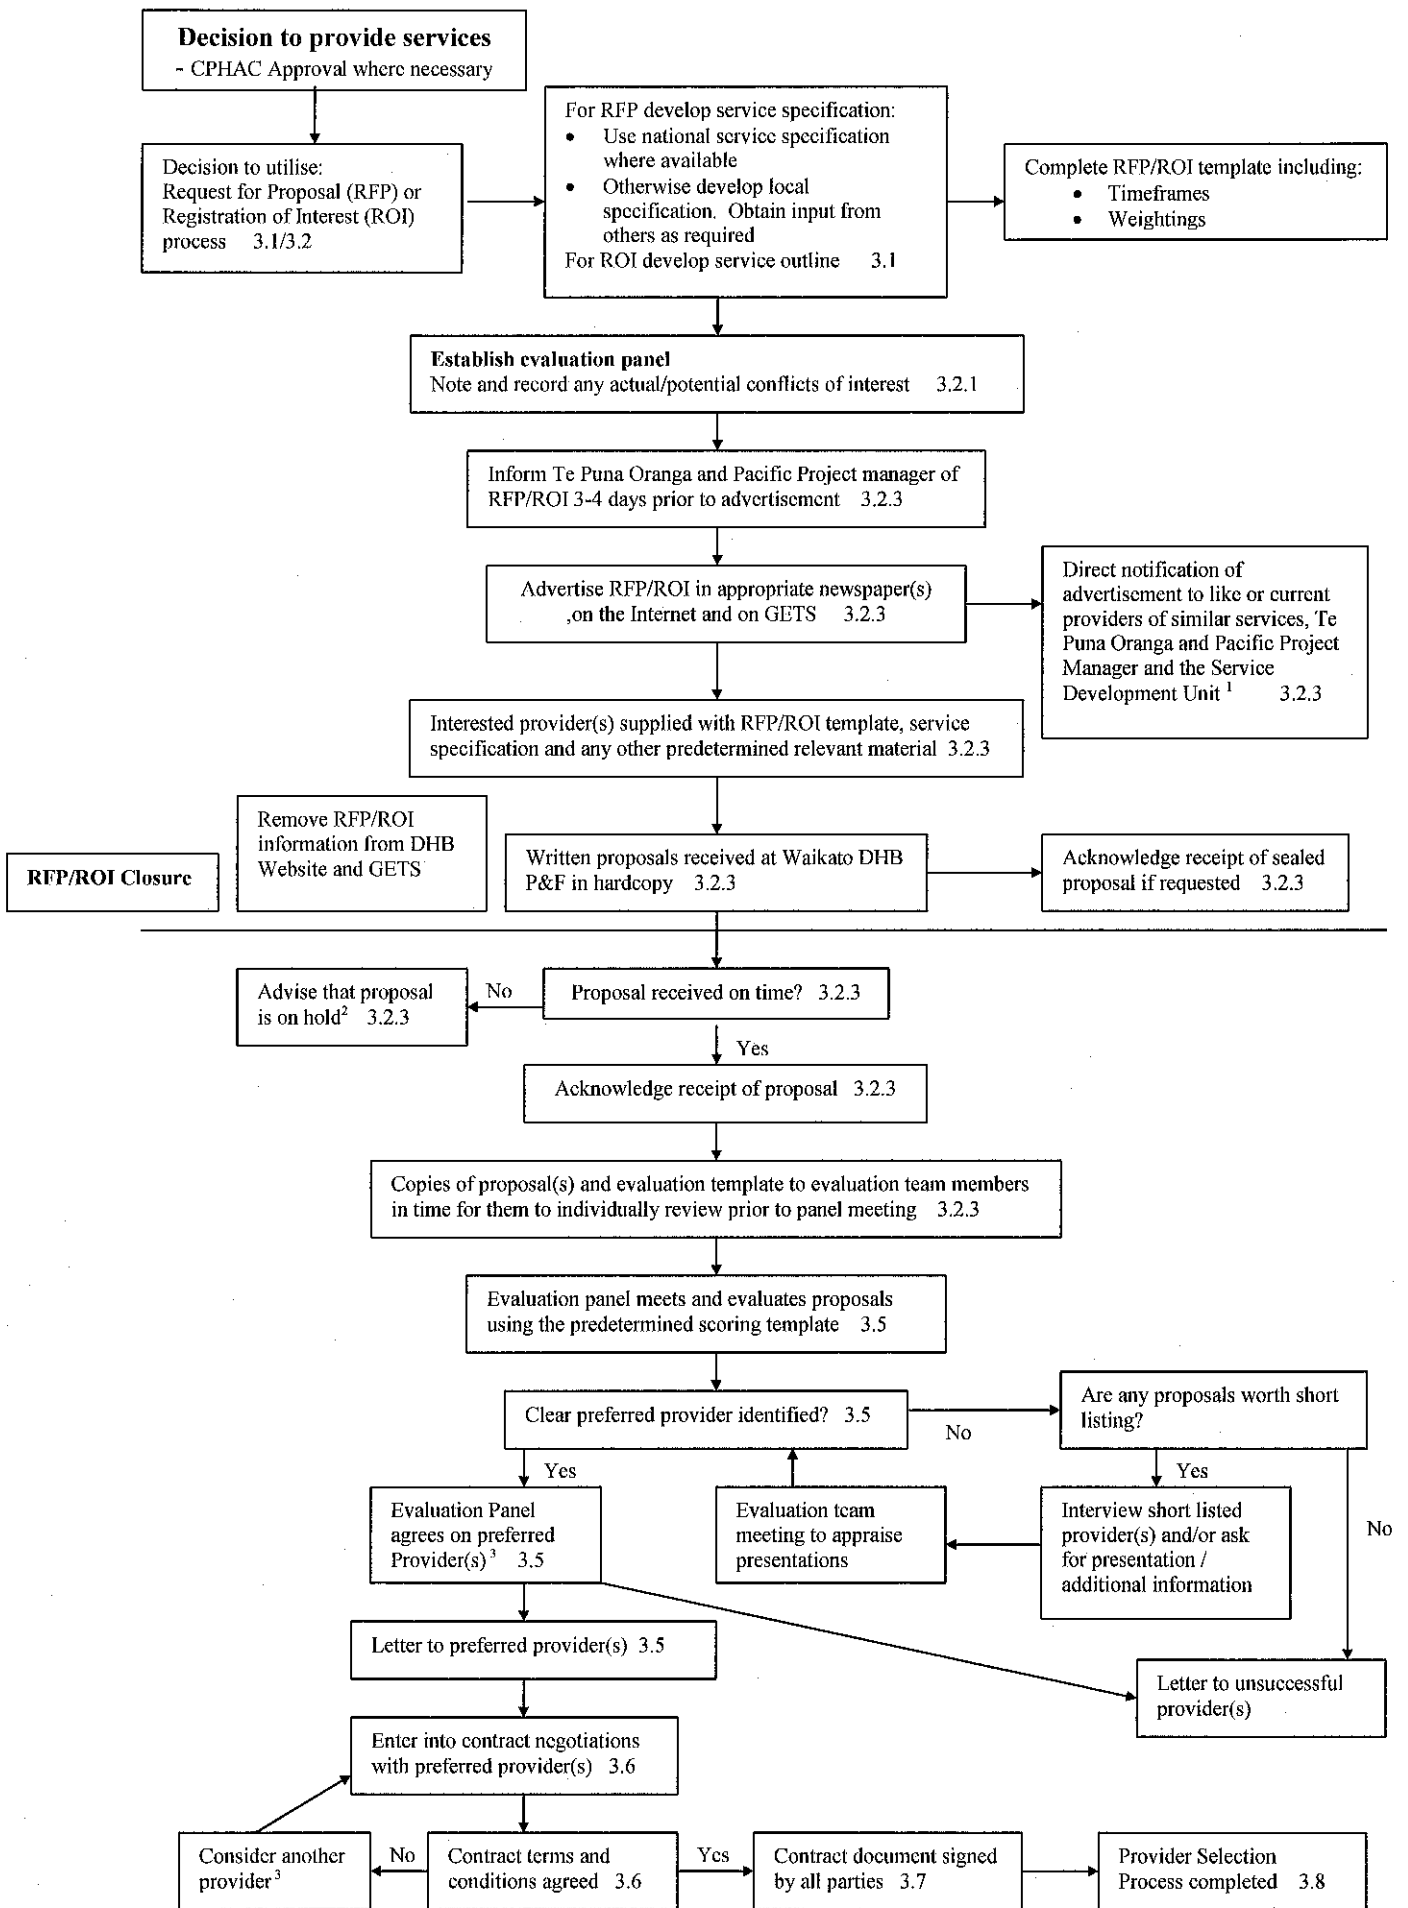 Decision to provide services
- CPHAC Approval where necessary
Decision to utilise:
Request for Proposal (RFP) or
Registration of Interest (ROI)
process 3.1/3.2
For RFP develop service specification:
• Use national service specification
where available
• Otherwise develop local
specification. Obtain input from
others as required
For ROI develop service outline 3.1
Complete RFP/ROI template including:
• Timeframes
• Weightings
Establish evaluation panel
Note and record any actual/potential conflicts of interest 3.2.1
Inform Te Puna Oranga and Pacific Project manager of
RFP/ROI 3-4 days prior to advertisement 3.2.3
Advertise RFP/ROI in appropriate newspaper(s)
,on the Internet and on GETS 3.2.3
Direct notification of
advertisement to like or current
providers of similar services, Te
Puna Oranga and Pacific Project
Manager and the Service
Development Unit 1 3.2.3
Interested provider(s) supplied with RFP/ROI template, service
specification and any other predetermined relevant material 3.2.3
RFP/ROI Closure
Remove RFP/ROI
information from DHB
Website and GETS
Written proposals received at Waikato DHB
P&F in hardcopy 3.2.3
Acknowledge receipt of sealed
proposal if requested 3.2.3
Proposal received on time? 3.2.3
No
Advise that proposal
is on hold2 3.2.3
Yes
Acknowledge receipt of proposal 3.2.3
Copies of proposal(s) and evaluation template to evaluation team members
in time for them to individually review prior to panel meeting 3.2.3
Evaluation panel meets and evaluates proposals
using the predetermined scoring template 3.5
Clear preferred provider identified? 3.5
No
Are any proposals worth short
listing?
Yes
Yes
No
Evaluation Panel
agrees on preferred
Provider(s) 3 3.5
Evaluation team
meeting to appraise
presentations
Interview short listed
provider(s) and/or ask
for presentation /
additional information
Letter to preferred provider(s) 3.5
Letter to unsuccessful
provider(s)
Enter into contract negotiations
with preferred provider(s) 3.6
Consider another
provider3
No
Contract terms and
conditions agreed 3.6
Yes
Contract document signed
by all parties 3.7
Provider Selection
Process completed 3.8